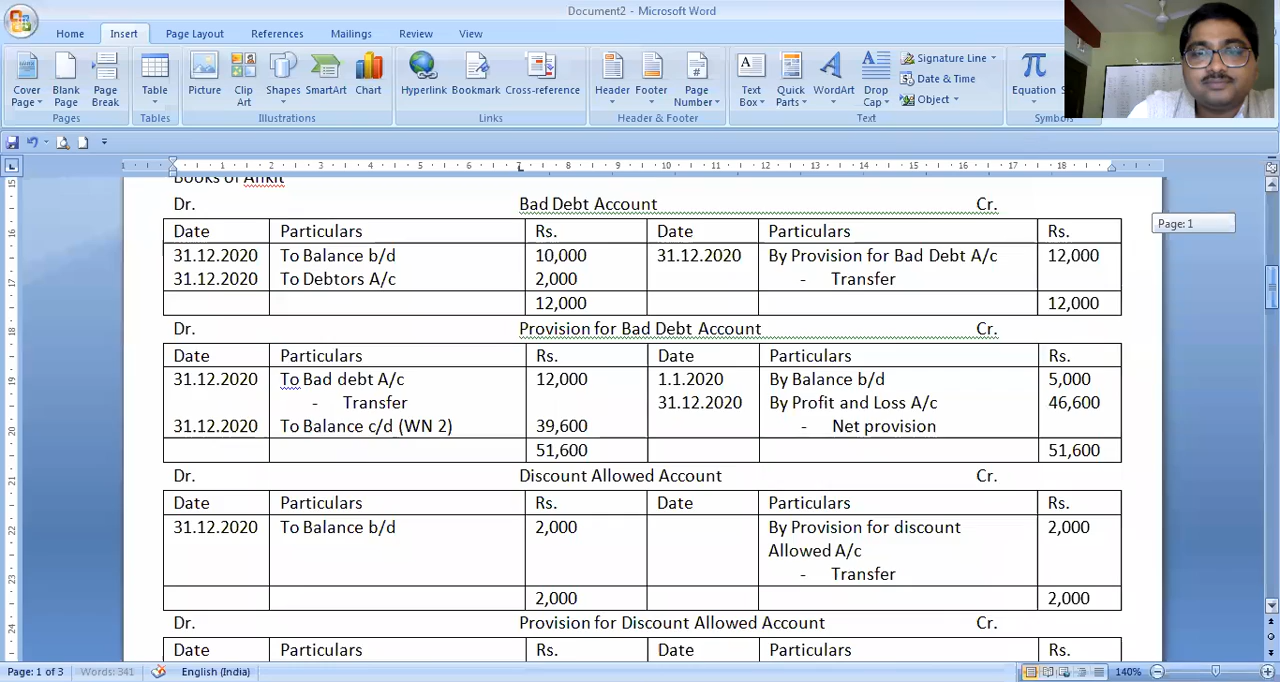 Document2 - Microsoft Word
Home Insert Page Layout References Mailings Review View
Cover Page Blank Page Page Break Table Picture Clip Art Shapes SmartArt Chart Hyperlink Bookmark Cross-reference Header Footer Page Number Text Box Quick Parts WordArt Drop Cap Signature Line Date & Time Object Equation
Pages Tables Illustrations Links Header & Footer Text Symb
Books of Ankit
Dr. Bad Debt Account Cr.
Date Particulars Rs. Date Particulars Rs.
31.12.2020 To Balance b/d 10,000 31.12.2020 By Provision for Bad Debt A/c 12,000
31.12.2020 To Debtors A/c 2,000 - Transfer
12,000 12,000
Dr. Provision for Bad Debt Account Cr.
Date Particulars Rs. Date Particulars Rs.
31.12.2020 To Bad debt A/c 12,000 1.1.2020 By Balance b/d 5,000
- Transfer 31.12.2020 By Profit and Loss A/c 46,600
31.12.2020 To Balance c/d (WN 2) 39,600 - Net provision
51,600 51,600
Dr. Discount Allowed Account Cr.
Date Particulars Rs. Date Particulars Rs.
31.12.2020 To Balance b/d 2,000 By Provision for discount 2,000
Allowed A/c
- Transfer
2,000 2,000
Dr. Provision for Discount Allowed Account Cr.
Date Particulars Rs. Date Particulars Rs.
Page: 1
Page: 1 of 3 Words: 341 English (India) 140%